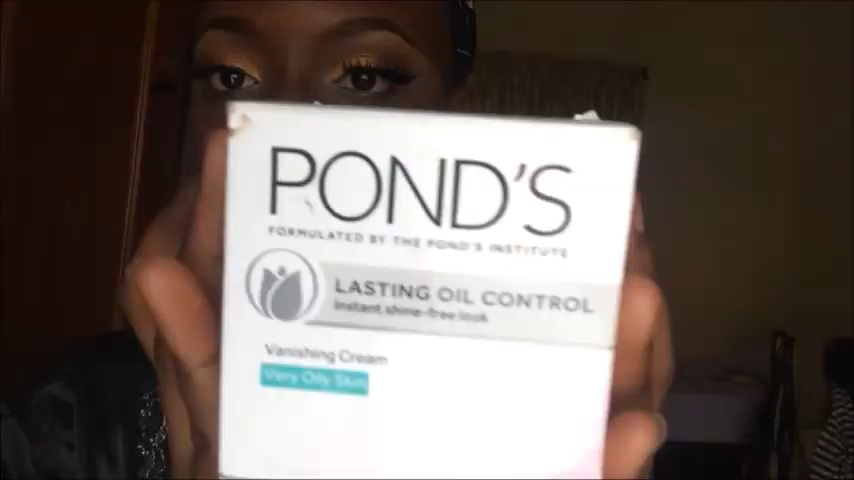 POND'S
FORMULATED BY THE POND'S INSTITUTE
LASTING OIL CONTROL
Instant shine-free look
Vanishing Cream
Very Oily Skin